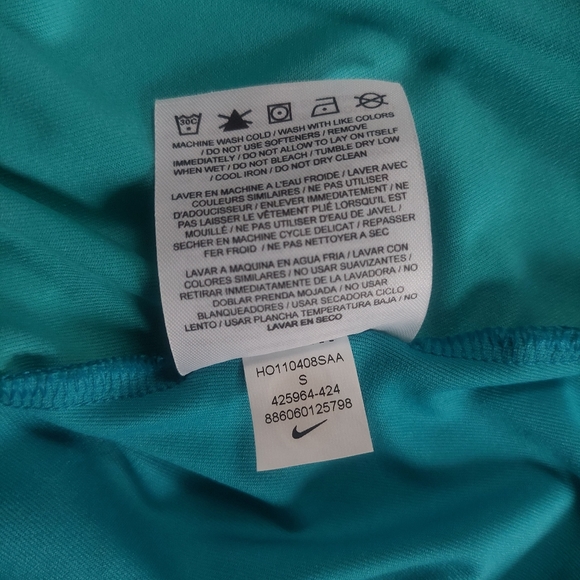 30C
MACHINE WASH COLD / WASH WITH LIKE COLORS
/ DO NOT USE SOFTENERS / REMOVE
IMMEDIATELY / DO NOT ALLOW TO LAY ON ITSELF
WHEN WET / DO NOT BLEACH / TUMBLE DRY LOW
/ COOL IRON / DO NOT DRY CLEAN
LAVER EN MACHINE A L'EAU FROIDE / LAVER AVEC
COULEURS SIMILAIRES / NE PAS UTILISER
D'ADOUCISSEUR / ENLEVER IMMEDIATEMENT / NE
PAS LAISSER LE VÊTEMENT PLIÉ LORSQU'IL EST
MOUILLÉ / NE PAS UTILISER D'EAU DE JAVEL /
SECHER EN MACHINE CYCLE DELICAT / REPASSER
FER FROID / NE PAS NETTOYER A SEC
LAVAR A MAQUINA EN AGUA FRIA / LAVAR CON
COLORES SIMILARES / NO USAR SUAVIZANTES /
RETIRAR INMEDIATAMENTE DE LA LAVADORA / NO
DOBLAR PRENDA MOJADA / NO USAR
BLANQUEADORES / USAR SECADORA CICLO
LENTO / USAR PLANCHA TEMPERATURA BAJA / NO
LAVAR EN SECO
HO110408SAA
S
425964-424
886060125798